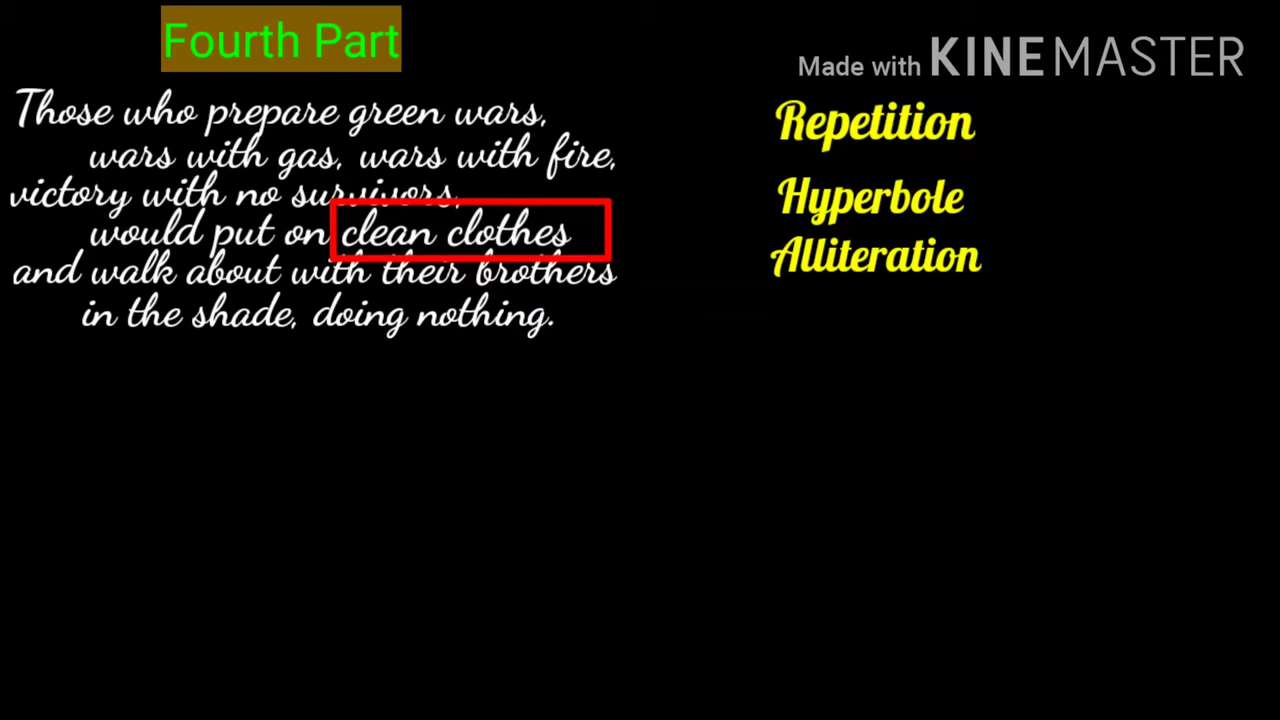 Fourth Part
Made with KINEMASTER
Those who prepare green wars,
wars with gas, wars with fire,
victory with no survivors,
would put on clean clothes
and walk about with their brothers
in the shade, doing nothing.
Repetition
Hyperbole
Alliteration